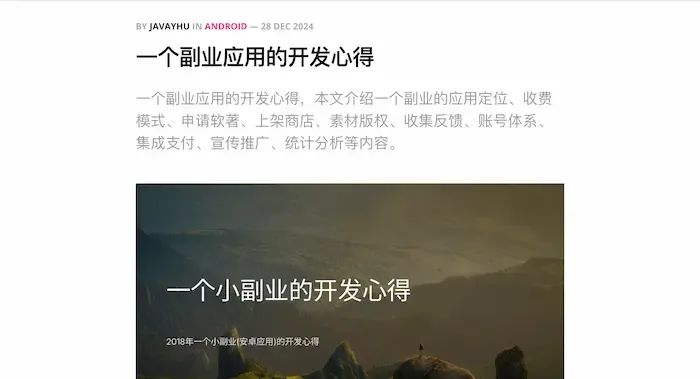 BY JAVAYHU IN ANDROID — 28 DEC 2024
一个副业应用的开发心得
一个副业应用的开发心得，本文介绍一个副业的应用定位、收费
模式、申请软著、上架商店、素材版权、收集反馈、账号体系、
集成支付、宣传推广、统计分析等内容。
一个小副业的开发心得
2018年一个小副业(安卓应用)的开发心得